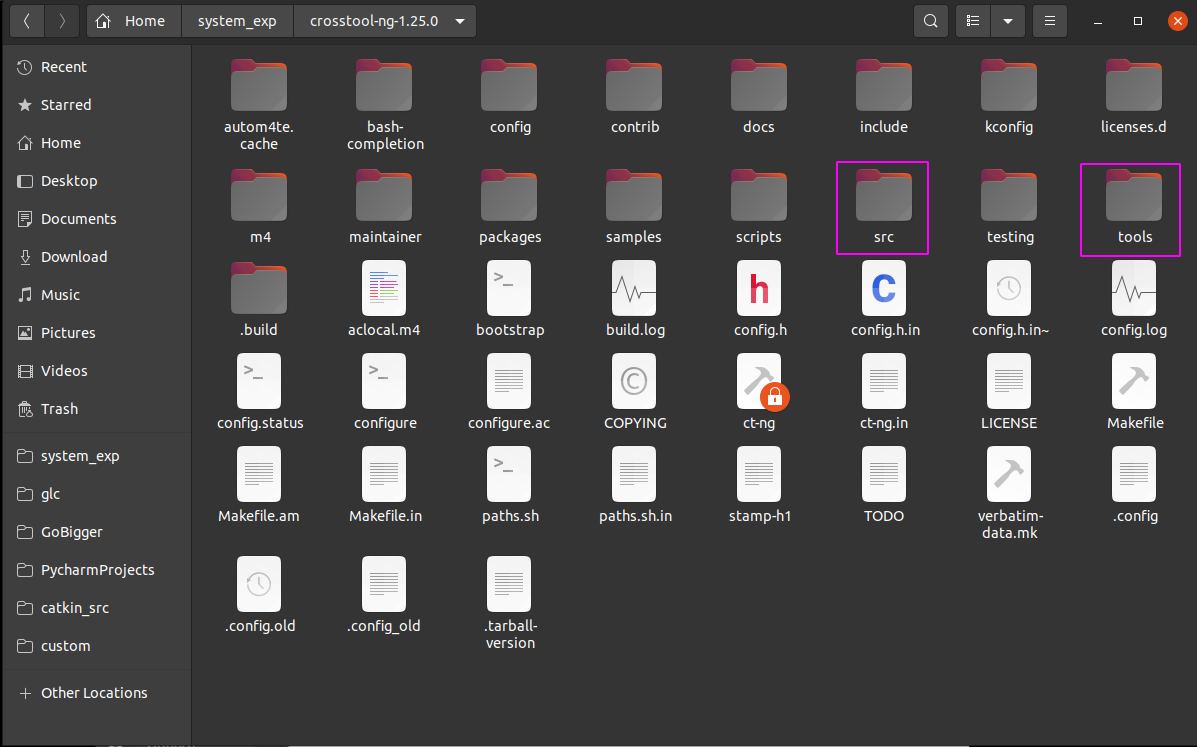 Home
system_exp
crosstool-ng-1.25.0
Recent
Starred
Home
Desktop
Documents
Download
Music
Pictures
Videos
Trash
system_exp
glc
GoBigger
PycharmProjects
catkin_src
custom
Other Locations
autom4te.
cache
bash-
completion
config
contrib
docs
include
kconfig
licenses.d
m4
maintainer
packages
samples
scripts
src
testing
tools
.build
aclocal.m4
>_
bootstrap
build.log
h
config.h
C
config.h.in
config.h.in~
config.log
>_
config.status
>_
configure
configure.ac
©
COPYING
ct-ng
ct-ng.in
LICENSE
Makefile
Makefile.am
Makefile.in
>_
paths.sh
paths.sh.in
stamp-h1
TODO
verbatim-
data.mk
.config
.config.old
.config_old
.tarball-
version